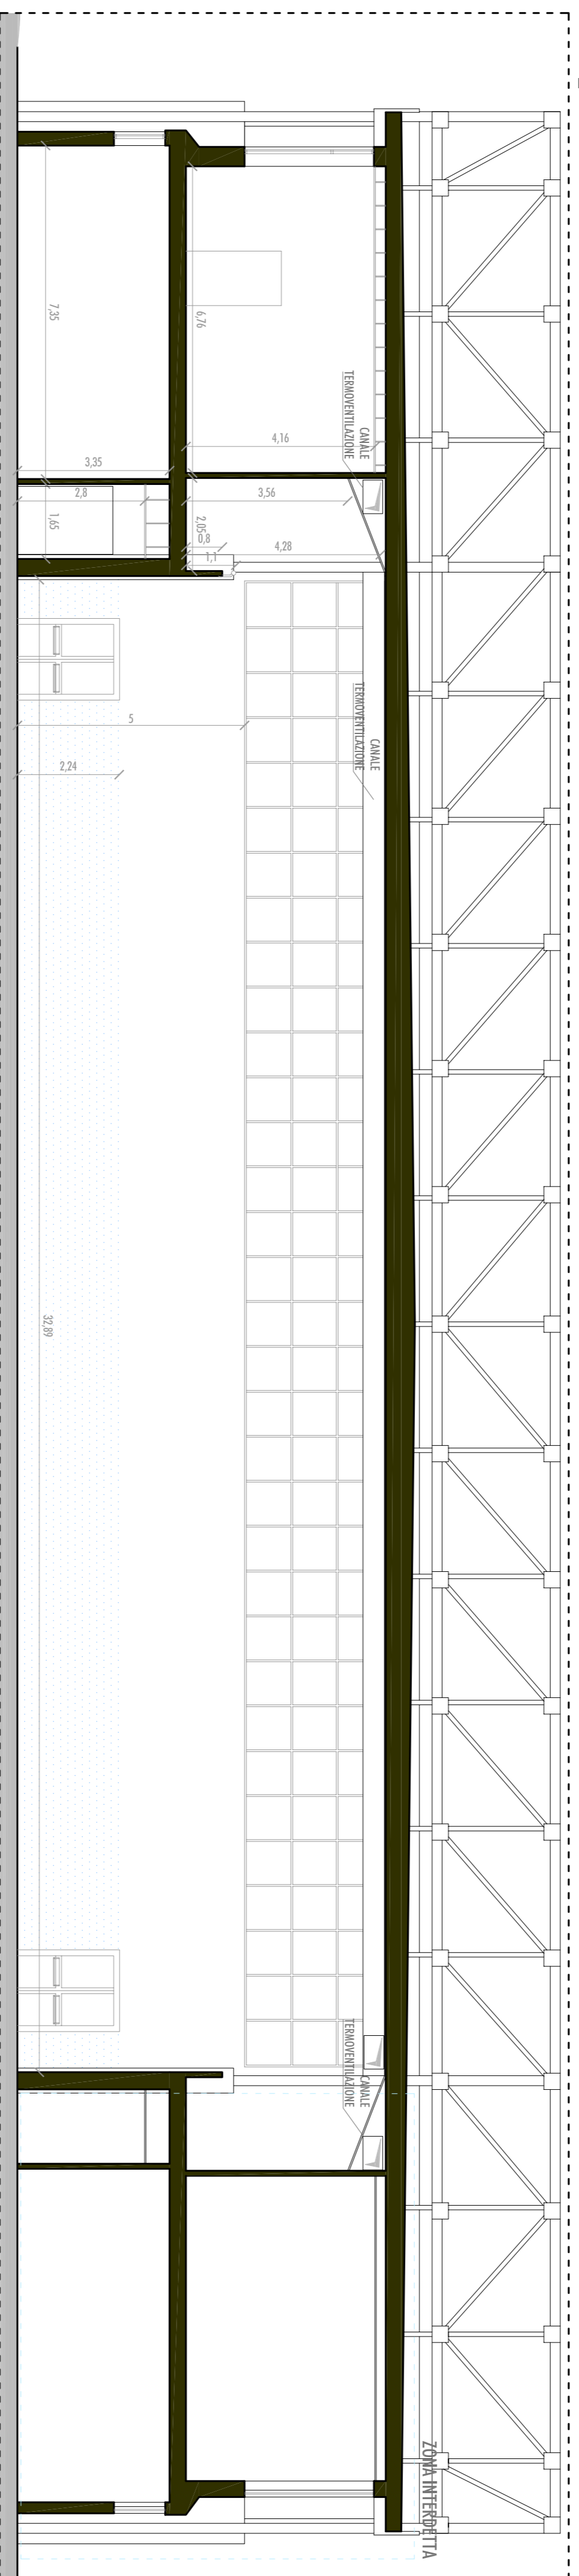 7,35
6,76
CANALE
TERMOVENTILAZIONE
4,16
3,35
2,8
3,56
1,65
2,05
0,8
1,1
4,28
CANALE
TERMOVENTILAZIONE
5
2,24
32,89
CANALE
TERMOVENTILAZIONE
ZONA INTERDETTA